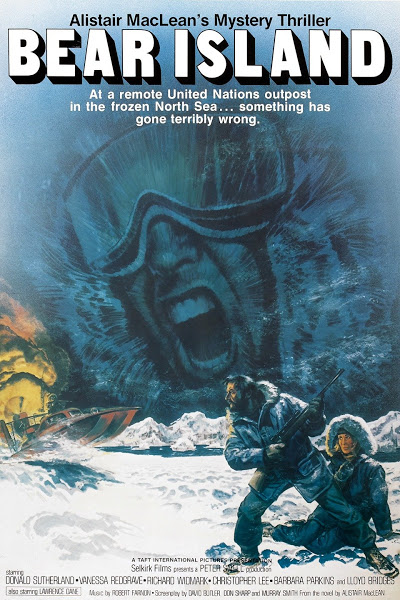 Alistair MacLean's Mystery Thriller
BEAR ISLAND
At a remote United Nations outpost
in the frozen North Sea... something has
gone terribly wrong.
A TAFT INTERNATIONAL PICTURES PRESENTATION
Selkirk Films presents a PETER SNELL production
starring
DONALD SUTHERLAND • VANESSA REDGRAVE • RICHARD WIDMARK • CHRISTOPHER LEE • BARBARA PARKINS and LLOYD BRIDGES
also starring LAWRENCE DANE
Music by ROBERT FARNON • Screenplay by DAVID BUTLER, DON SHARP and MURRAY SMITH From the novel by ALISTAIR MacLEAN